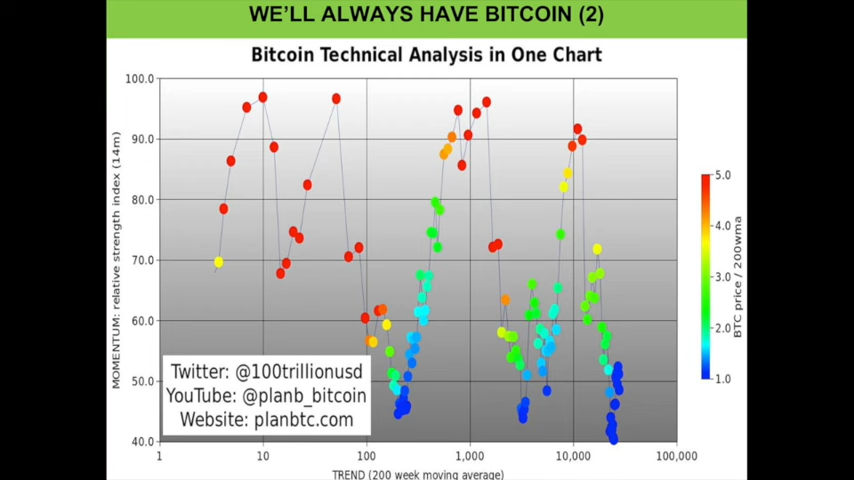 WE'LL ALWAYS HAVE BITCOIN (2)
Bitcoin Technical Analysis in One Chart
100.0
90.0
80.0
70.0
60.0
50.0
40.0
MOMENTUM: relative strength index (14m)
Twitter: @100trillionusd
YouTube: @planb_bitcoin
Website: planbtc.com
1
10
100
1,000
10,000
100,000
TREND (200 week moving average)
5.0
4.0
3.0
2.0
1.0
BTC price / 200wma